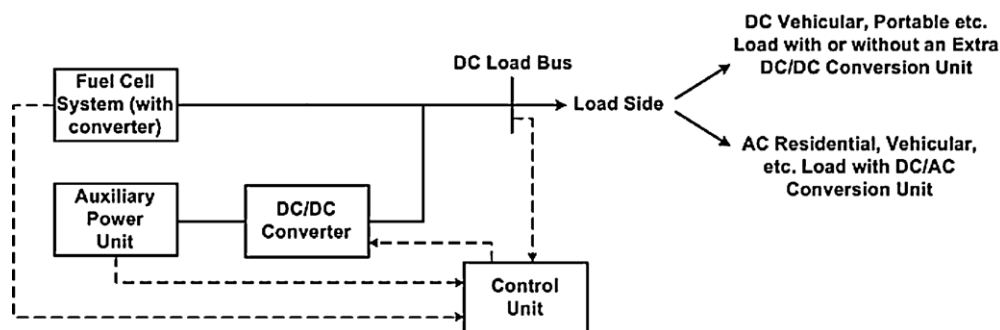 DC Vehicular, Portable etc.
Load with or without an Extra
DC/DC Conversion Unit
DC Load Bus
Fuel Cell
System (with
converter)
Load Side
AC Residential, Vehicular,
etc. Load with DC/AC
Conversion Unit
Auxiliary
Power
Unit
DC/DC
Converter
Control
Unit